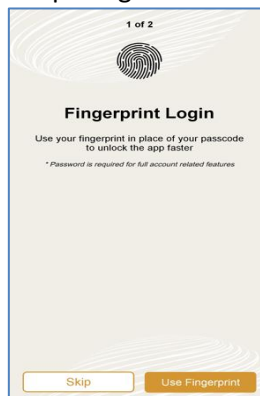 1 of 2
Fingerprint Login
Use your fingerprint in place of your passcode
to unlock the app faster
* Password is required for full account related features
Skip
Use Fingerprint